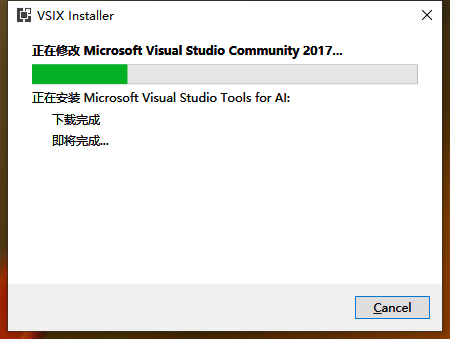 VSIX Installer
正在修改 Microsoft Visual Studio Community 2017...
正在安装 Microsoft Visual Studio Tools for AI:
下载完成
即将完成...
Cancel